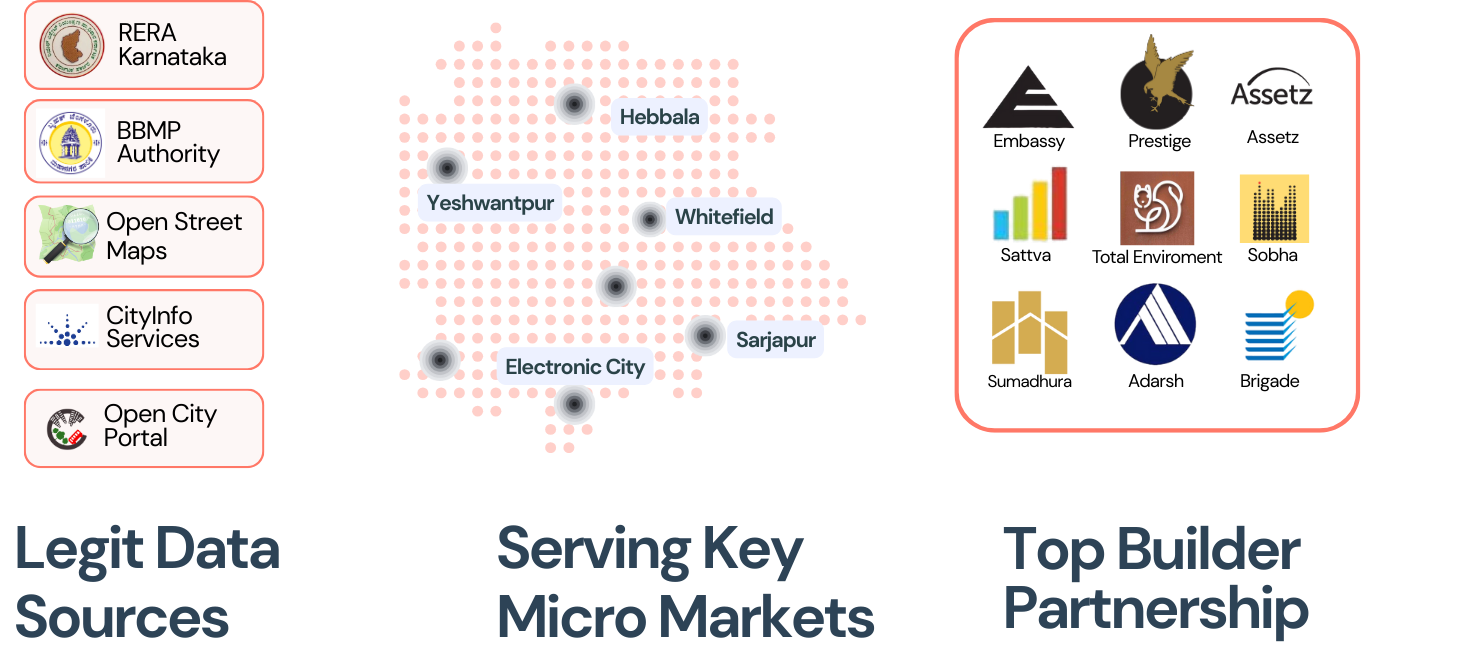 RERA
Karnataka
BBMP
Authority
Open Street
Maps
CityInfo
Services
Open City
Portal
Legit Data
Sources
Hebbala
Yeshwantpur
Whitefield
Sarjapur
Electronic City
Serving Key
Micro Markets
Embassy
Prestige
Assetz
Assetz
Sattva
Total Enviroment
Sobha
Sumadhura
Adarsh
Brigade
Top Builder
Partnership